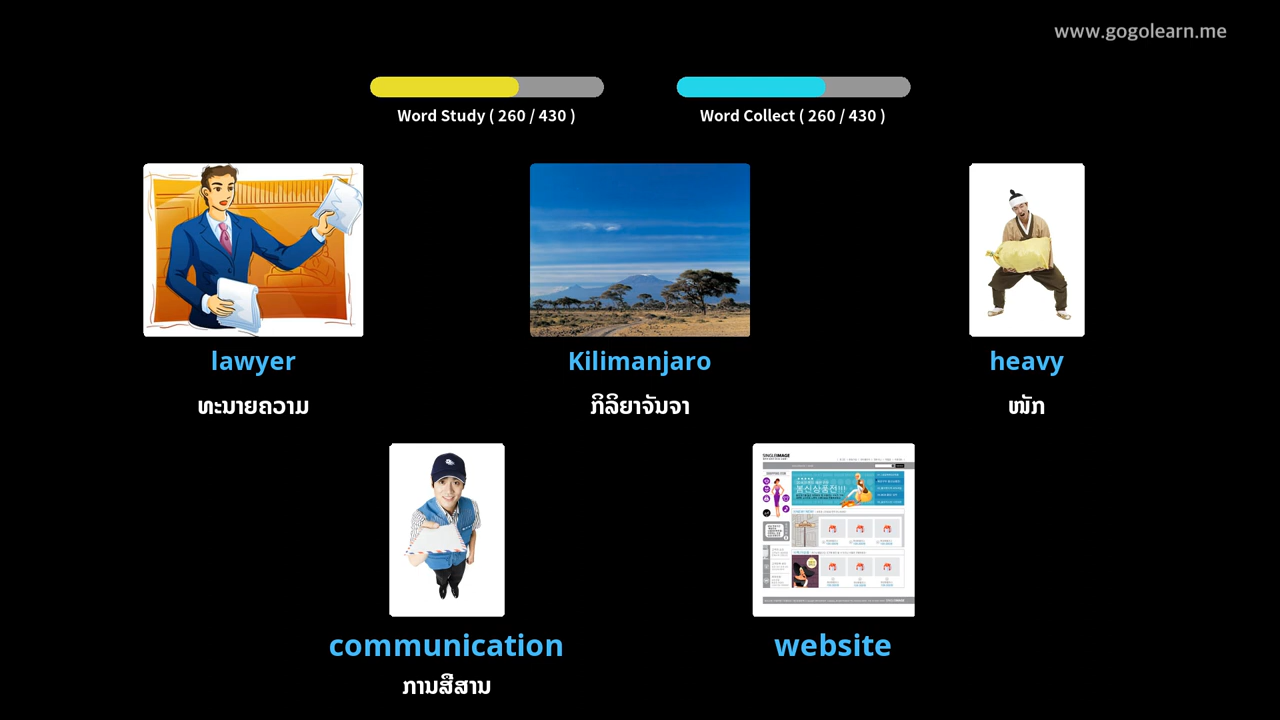 www.gogolearn.me
Word Study ( 260 / 430 )
Word Collect ( 260 / 430 )
lawyer
Kilimanjaro
heavy
ທະນາຍຄວາມ
ກິລິຍາຈັນຈາ
ໜັກ
communication
website
ການສືສານ